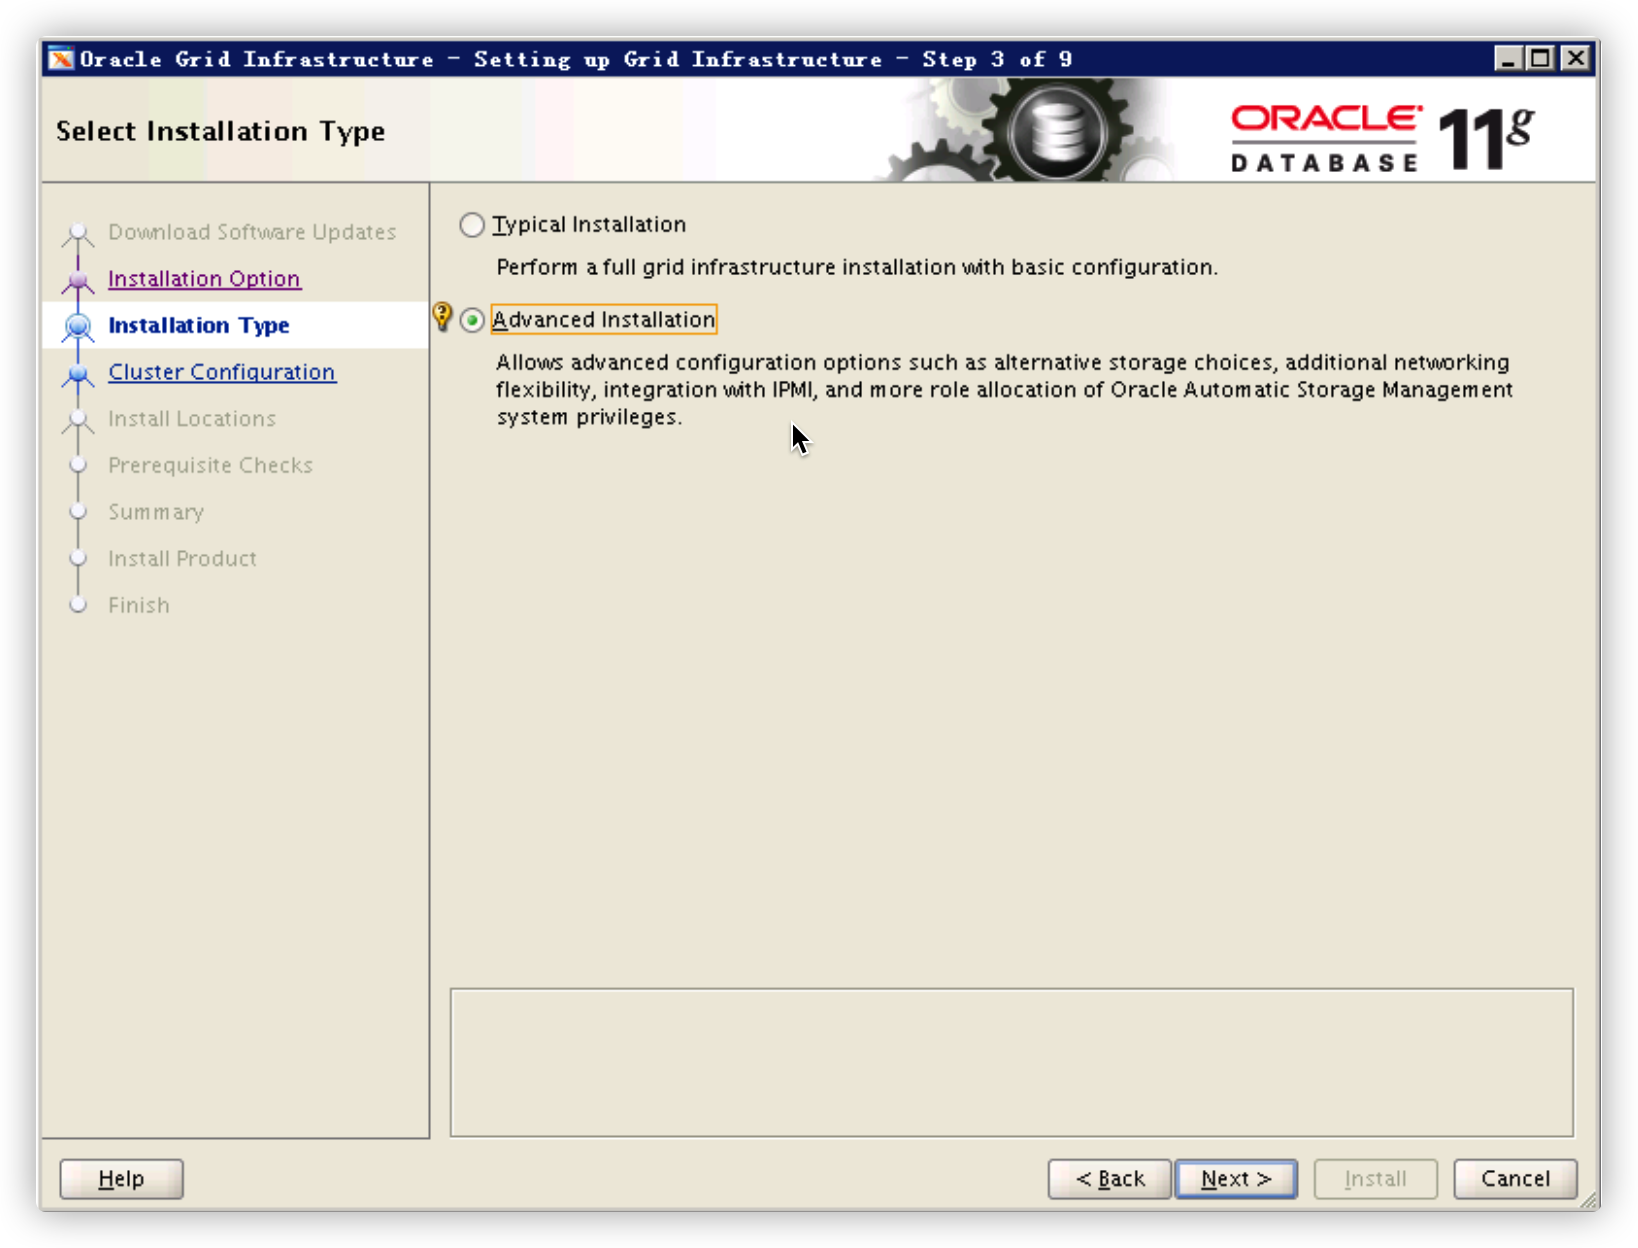 Oracle Grid Infrastructure - Setting up Grid Infrastructure - Step 3 of 9
Select Installation Type
ORACLE
DATABASE
11g
Download Software Updates
Installation Option
Installation Type
Cluster Configuration
Install Locations
Prerequisite Checks
Summary
Install Product
Finish
Typical Installation
Perform a full grid infrastructure installation with basic configuration.
Advanced Installation
Allows advanced configuration options such as alternative storage choices, additional networking
flexibility, integration with IPMI, and more role allocation of Oracle Automatic Storage Management
system privileges.
Help
< Back
Next >
Install
Cancel